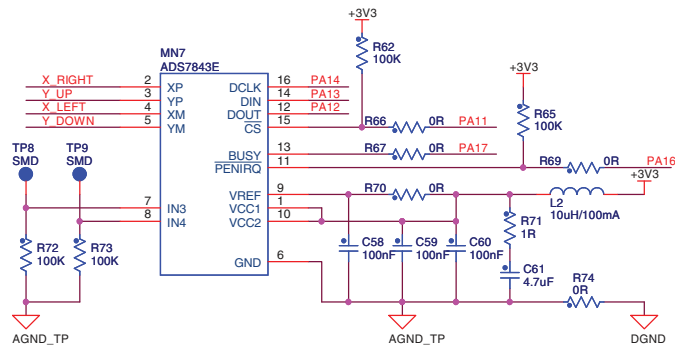 +3V3
MN7
ADS7843E
R62
100K
+3V3
X_RIGHT 2 XP DCLK 16 PA14
Y_UP 3 YP DIN 14 PA13
X_LEFT 4 XM DOUT 12 PA12
Y_DOWN 5 YM CS 15
R66 0R PA11
R65
100K
TP8
SMD
TP9
SMD
BUSY 13 R67 0R PA17
PENIRQ 11 R69 0R PA16
+3V3
VREF 9 R70 0R
L2
10uH/100mA
7 IN3 VCC1 1
8 IN4 VCC2 10
R71
1R
R72
100K
R73
100K
C58
100nF
C59
100nF
C60
100nF
GND 6
C61
4.7uF
R74
0R
AGND_TP
AGND_TP
DGND